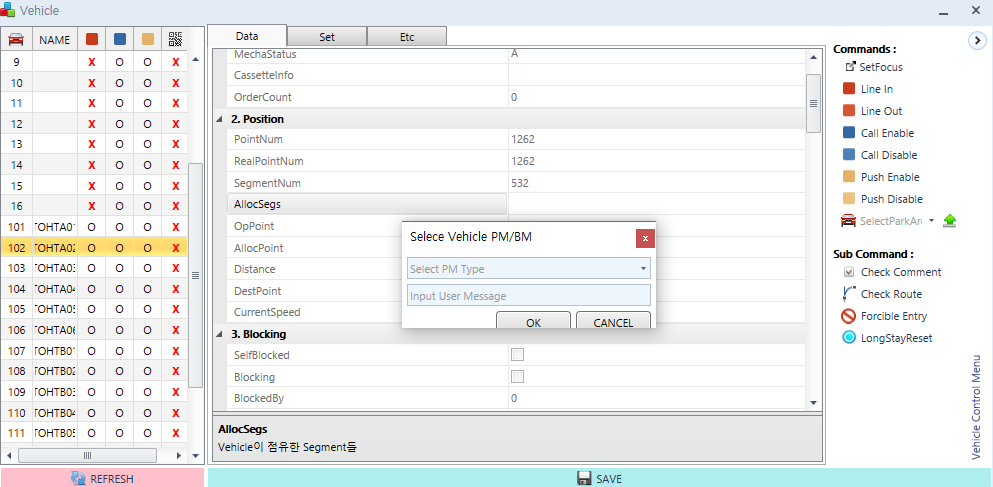 Vehicle
NAME
9 X O O X
10 X O O X
11 X O O X
12 X O O X
13 X O O X
14 X O O X
15 X O O X
16 X O O X
101 TOHTA01 O O O X
102 TOHTA02 O O O X
103 TOHTA03 O O O X
104 TOHTA04 O O O X
105 TOHTA05 O O O X
106 TOHTA06 O O O X
107 TOHTB01 O O O X
108 TOHTB02 O O O X
109 TOHTB03 O O O X
110 TOHTB04 O O O X
111 TOHTB05 O O O X
REFRESH
Data Set Etc
MechaStatus A
CassetteInfo
OrderCount 0
2. Position
PointNum 1262
RealPointNum 1262
SegmentNum 532
AllocSegs
OpPoint
AllocPoint
Distance
DestPoint
CurrentSpeed
3. Blocking
SelfBlocked
Blocking
BlockedBy 0
AllocSegs
Vehicle이 점유한 Segment들
SAVE
Selece Vehicle PM/BM
x
Select PM Type
Input User Message
OK CANCEL
Commands :
SetFocus
Line In
Line Out
Call Enable
Call Disable
Push Enable
Push Disable
SelectParkAre
Sub Command :
Check Comment
Check Route
Forcible Entry
LongStayReset
Vehicle Control Menu